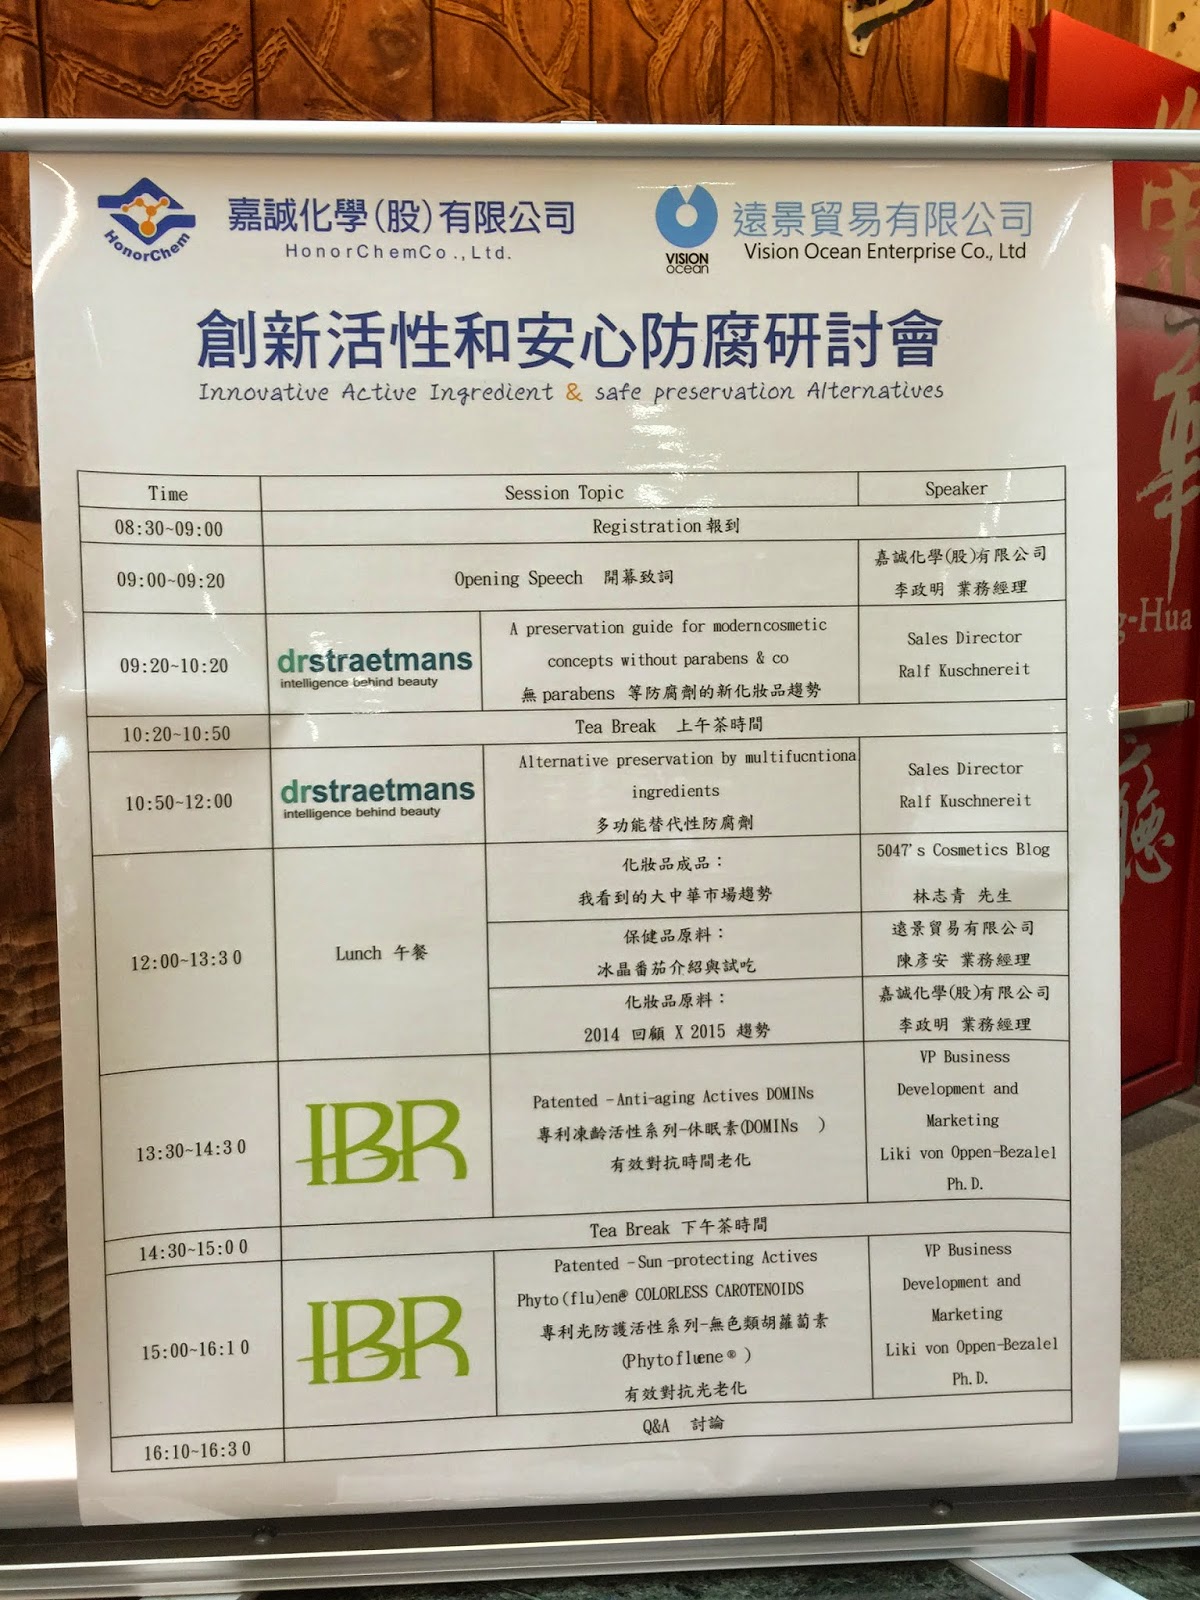 HonorChem
嘉誠化學(股)有限公司
HonorChemCo.,Ltd.
VISION
ocean
遠景貿易有限公司
Vision Ocean Enterprise Co., Ltd
創新活性和安心防腐研討會
Innovative Active Ingredient & safe preservation Alternatives
Time
Session Topic
Speaker
08:30~09:00
Registration 報到
09:00~09:20
Opening Speech 開幕致詞
嘉誠化學(股)有限公司
李政明 業務經理
09:20~10:20
drstraetmans
intelligence behind beauty
A preservation guide for moderncosmetic
concepts without parabens & co
無 parabens 等防腐劑的新化妝品趨勢
Sales Director
Ralf Kuschnereit
10:20~10:50
Tea Break 上午茶時間
10:50~12:00
drstraetmans
intelligence behind beauty
Alternative preservation by multifucntiona
ingredients
多功能替代性防腐劑
Sales Director
Ralf Kuschnereit
12:00~13:30
Lunch 午餐
化妝品成品：
我看到的大中華市場趨勢
5047's Cosmetics Blog
林志青 先生
保健品原料：
冰晶番茄介紹與試吃
遠景貿易有限公司
陳彥安 業務經理
化妝品原料：
2014 回顧 X 2015 趨勢
嘉誠化學(股)有限公司
李政明 業務經理
13:30~14:30
IBR
Patented -Anti-aging Actives DOMINs
專利凍齡活性系列-休眠素(DOMINs )
有效對抗時間老化
VP Business
Development and
Marketing
Liki von Oppen-Bezalel
Ph.D.
14:30~15:00
Tea Break 下午茶時間
15:00~16:10
IBR
Patented -Sun -protecting Actives
Phyto(flu)en® COLORLESS CAROTENOIDS
專利光防護活性系列-無色類胡蘿蔔素
(Phytofluene® )
有效對抗光老化
VP Business
Development and
Marketing
Liki von Oppen-Bezalel
Ph.D.
16:10~16:30
Q&A 討論
g-Hua
華
廳